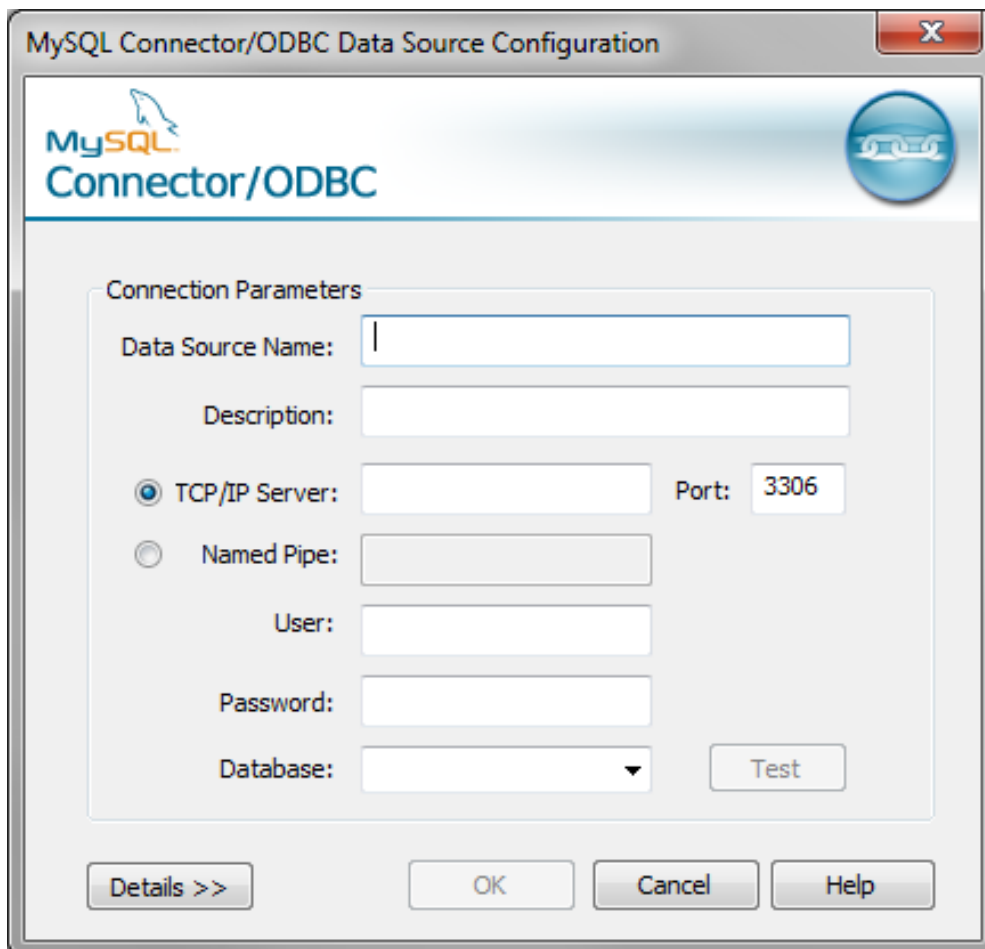 MySQL Connector/ODBC Data Source Configuration
MySQL
Connector/ODBC
Connection Parameters
Data Source Name:
Description:
TCP/IP Server: Port: 3306
Named Pipe:
User:
Password:
Database: Test
Details >> OK Cancel Help